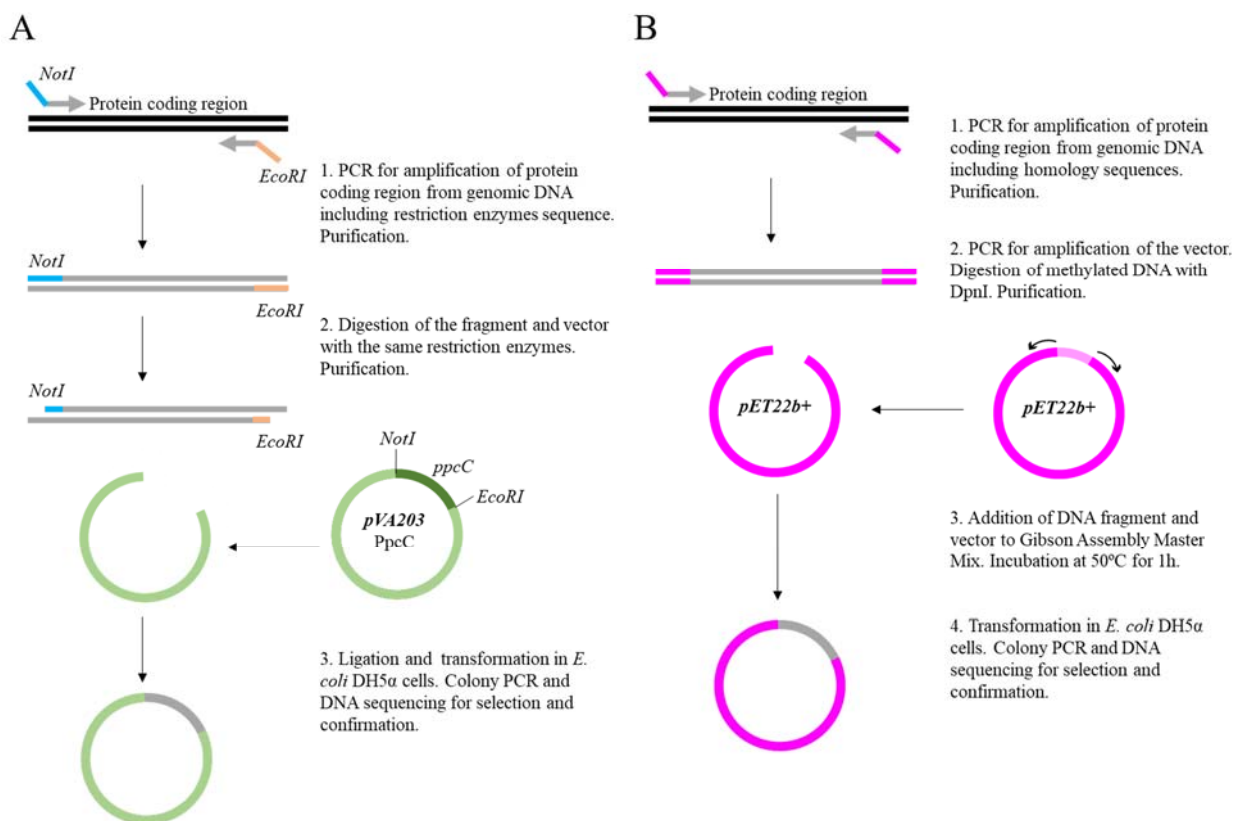 A
NotI
Protein coding region
EcoRI
1. PCR for amplification of protein
coding region from genomic DNA
including restriction enzymes sequence.
Purification.
NotI
EcoRI
2. Digestion of the fragment and vector
with the same restriction enzymes.
Purification.
NotI
EcoRI
NotI
ppcC
EcoRI
pVA203
PpcC
3. Ligation and transformation in E.
coli DH5α cells. Colony PCR and
DNA sequencing for selection and
confirmation.
B
Protein coding region
1. PCR for amplification of protein
coding region from genomic DNA
including homology sequences.
Purification.
2. PCR for amplification of the vector.
Digestion of methylated DNA with
DpnI. Purification.
pET22b+
pET22b+
3. Addition of DNA fragment and
vector to Gibson Assembly Master
Mix. Incubation at 50ºC for 1h.
4. Transformation in E. coli DH5α
cells. Colony PCR and DNA
sequencing for selection and
confirmation.